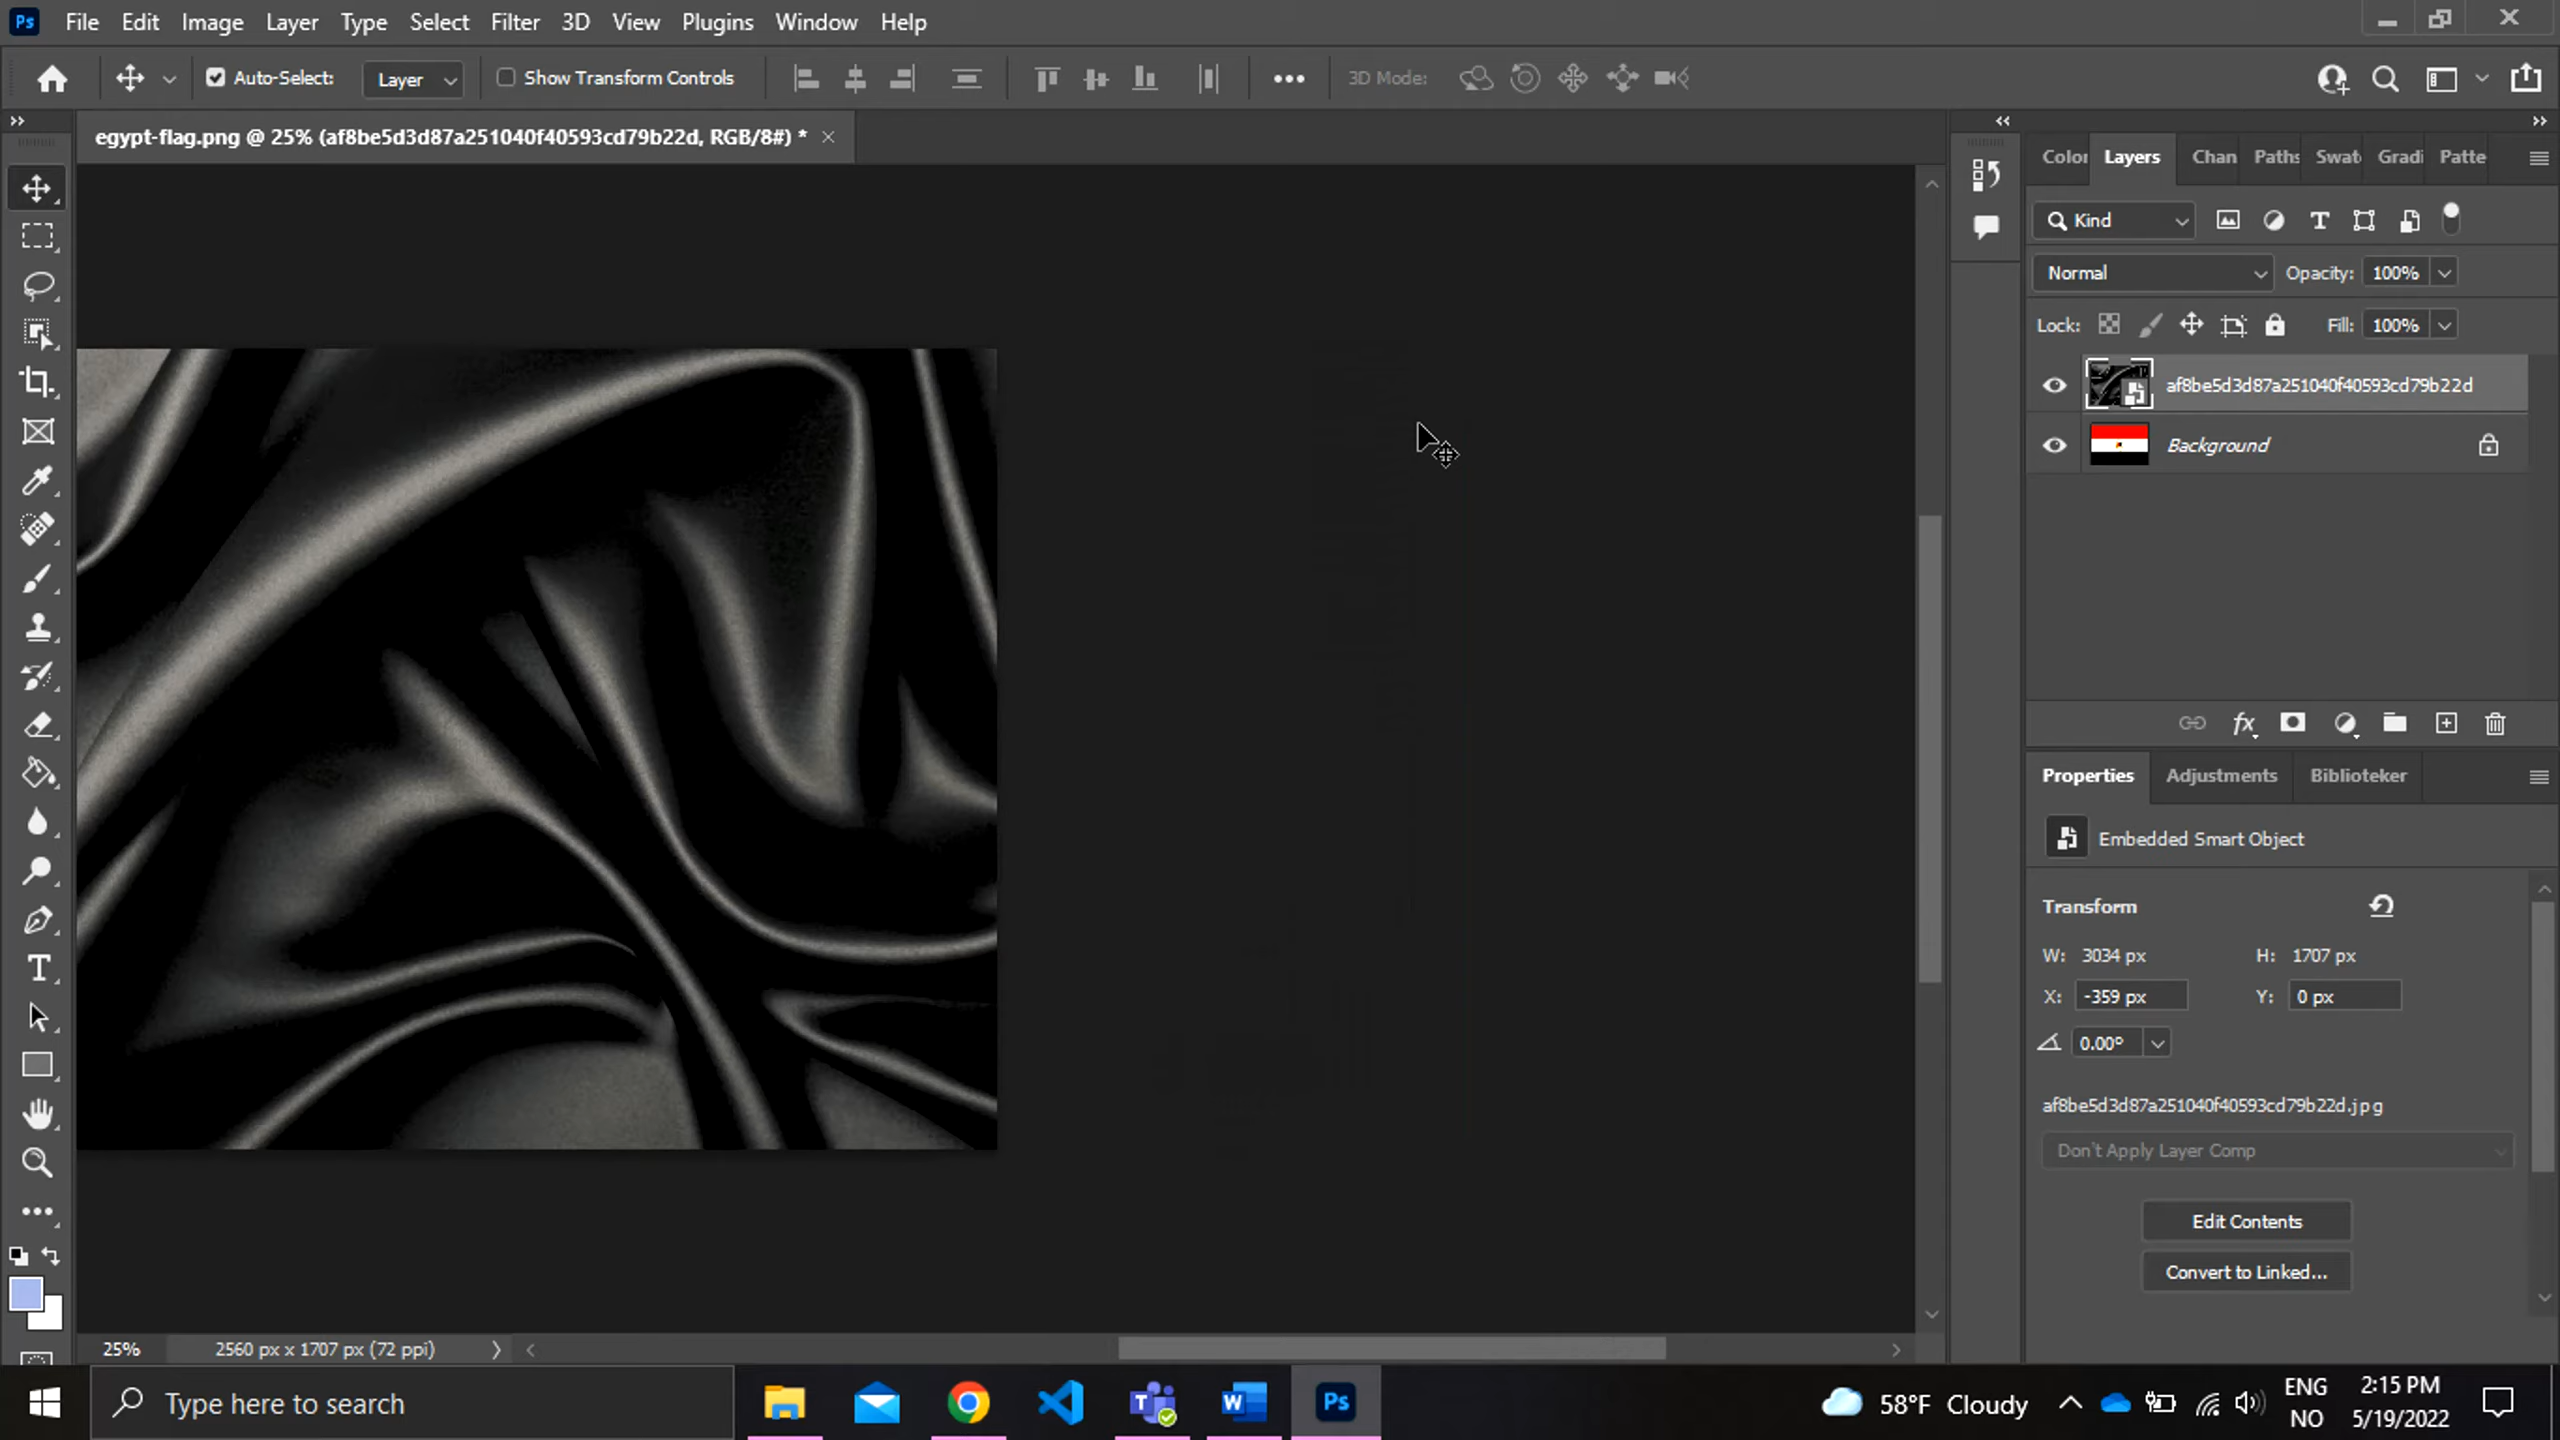 Ps File Edit Image Layer Type Select Filter 3D View Plugins Window Help
Auto-Select: Layer Show Transform Controls 3D Mode:
egypt-flag.png @ 25% (af8be5d3d87a251040f40593cd79b22d, RGB/8#) *
Color Layers Chan Paths Swat Gradi Patte
Kind
Normal Opacity: 100%
Lock: Fill: 100%
af8be5d3d87a251040f40593cd79b22d
Background
fx
Properties Adjustments Biblioteker
Embedded Smart Object
Transform
W: 3034 px H: 1707 px
X: -359 px Y: 0 px
0.00°
af8be5d3d87a251040f40593cd79b22d.jpg
Don't Apply Layer Comp
Edit Contents
Convert to Linked...
25% 2560 px x 1707 px (72 ppi)
Type here to search
58°F Cloudy
ENG
NO
2:15 PM
5/19/2022